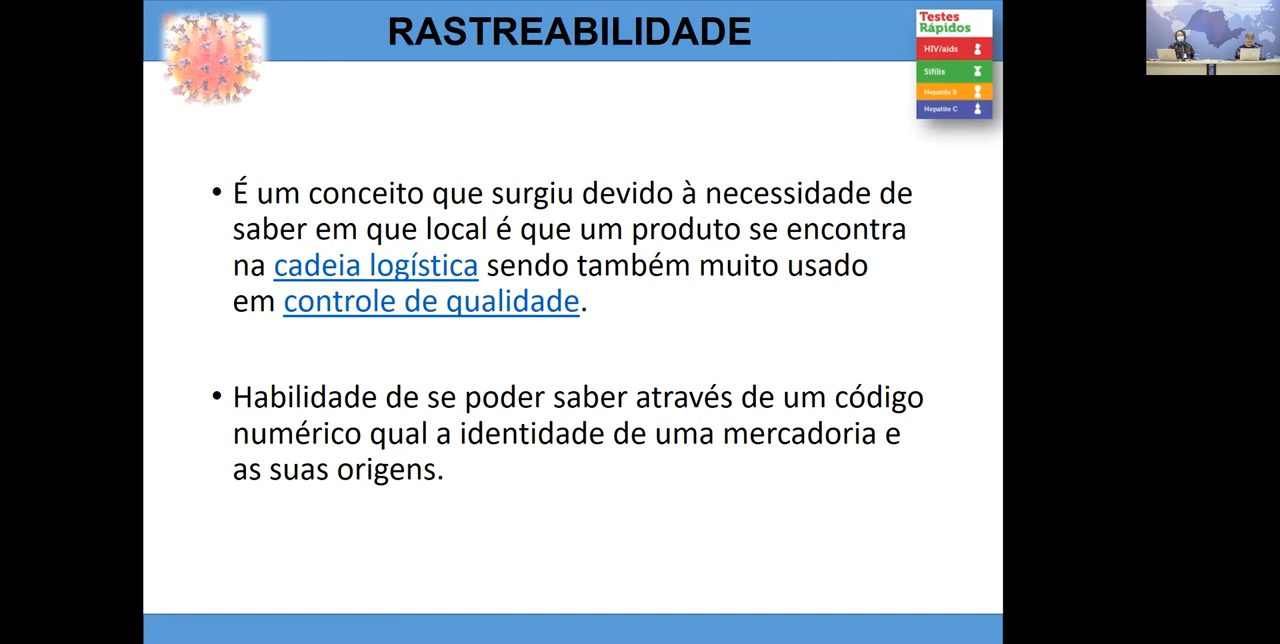 RASTREABILIDADE
Testes
Rápidos
HIV/aids
Sífilis
Hepatite B
Hepatite C
• É um conceito que surgiu devido à necessidade de
saber em que local é que um produto se encontra
na cadeia logística sendo também muito usado
em controle de qualidade.
• Habilidade de se poder saber através de um código
numérico qual a identidade de uma mercadoria e
as suas origens.